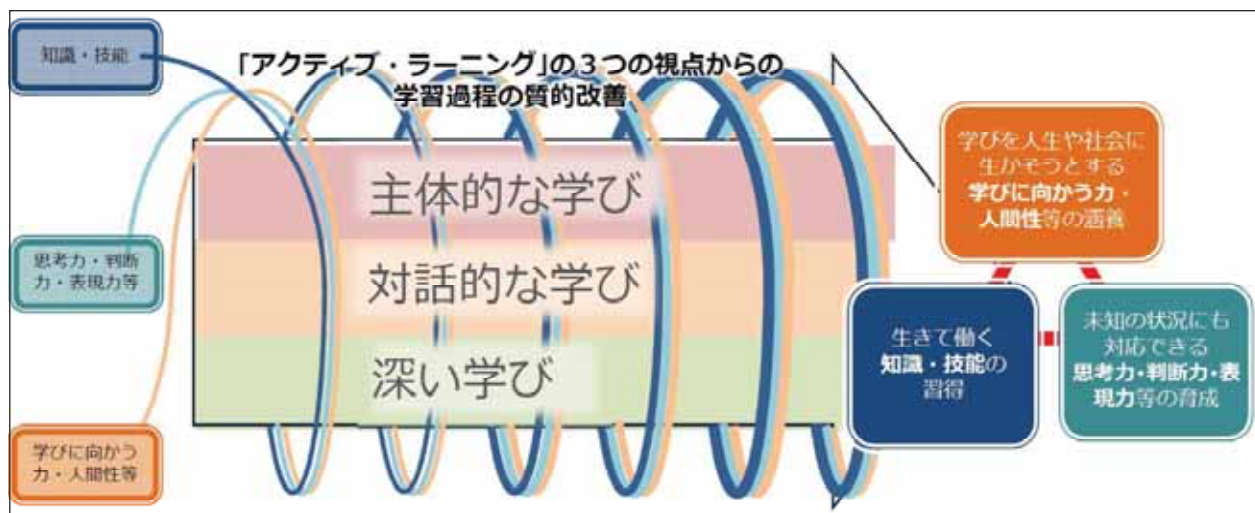 知識・技能
「アクティブ・ラーニング」の３つの視点からの
学習過程の質的改善
思考力・判断
力・表現力等
学びに向かう
力・人間性等
主体的な学び
対話的な学び
深い学び
学びを人生や社会に
生かそうとする
学びに向かう力・
人間性等の涵養
生きて働く
知識・技能の
習得
未知の状況にも
対応できる
思考力・判断力・表
現力等の育成